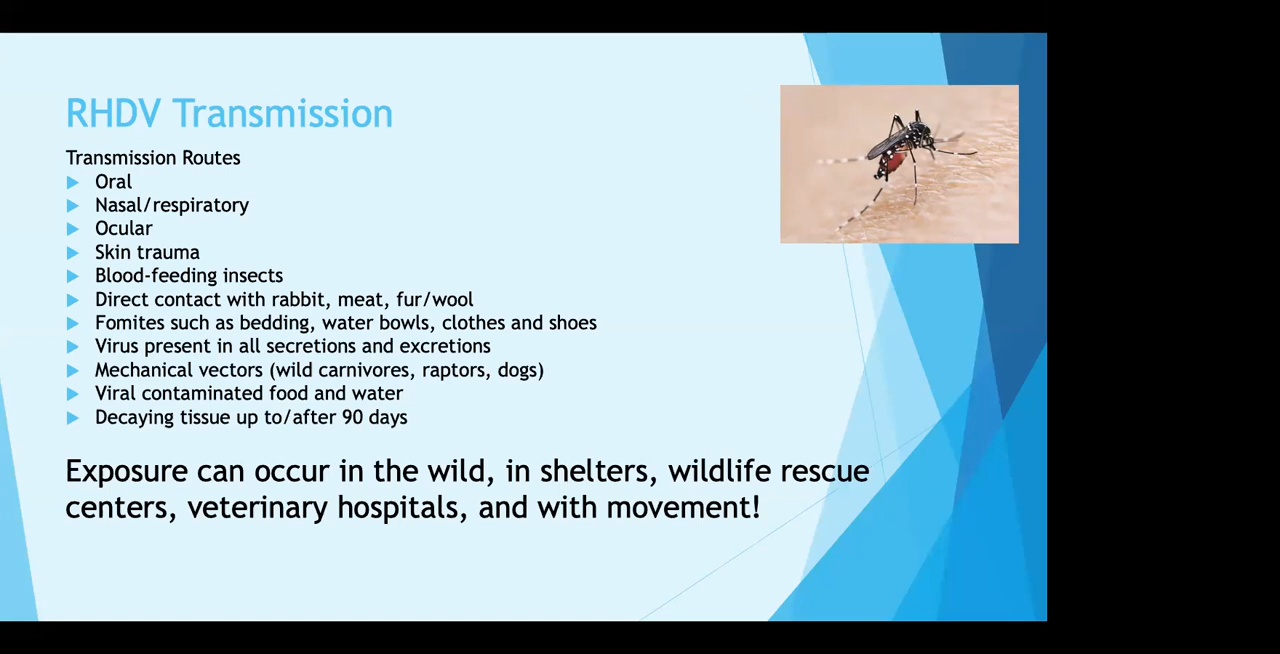 RHDV Transmission
Transmission Routes
Oral
Nasal/respiratory
Ocular
Skin trauma
Blood-feeding insects
Direct contact with rabbit, meat, fur/wool
Fomites such as bedding, water bowls, clothes and shoes
Virus present in all secretions and excretions
Mechanical vectors (wild carnivores, raptors, dogs)
Viral contaminated food and water
Decaying tissue up to/after 90 days
Exposure can occur in the wild, in shelters, wildlife rescue
centers, veterinary hospitals, and with movement!